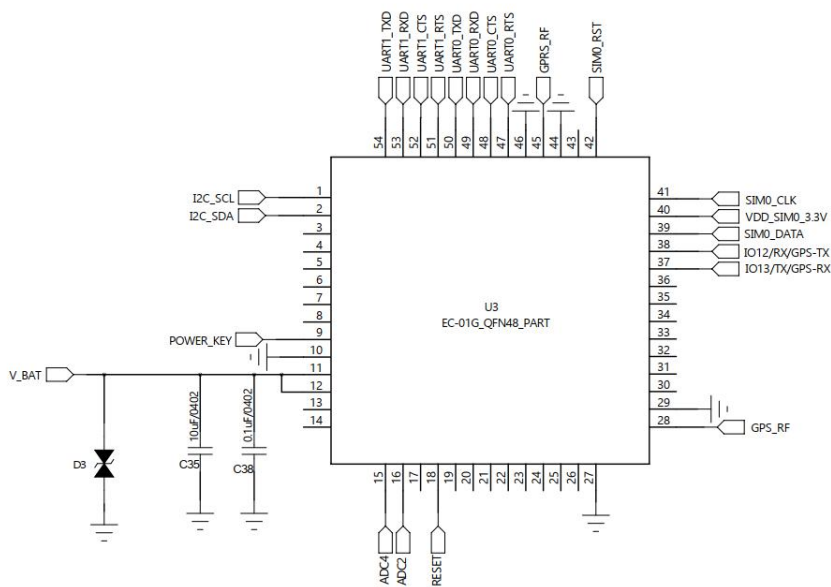 UART1_TXD
UART1_RXD
UART1_CTS
UART1_RTS
UART0_TXD
UART0_RXD
UART0_CTS
UART0_RTS
GPRS_RF
SIM0_RST
54
53
52
51
50
49
48
47
46
45
44
43
42
I2C_SCL
1
I2C_SDA
2
3
4
5
6
7
8
POWER_KEY
9
10
V_BAT
11
12
13
14
41
SIM0_CLK
40
VDD_SIM0_3.3V
39
SIM0_DATA
38
IO12/RX/GPS-TX
37
IO13/TX/GPS-RX
36
35
34
33
32
31
30
29
28
GPS_RF
U3
EC-01G_QFN48_PART
D3
10uF/0402
C35
0.1uF/0402
C38
15
16
17
18
19
20
21
22
23
24
25
26
27
ADC4
ADC2
RESET